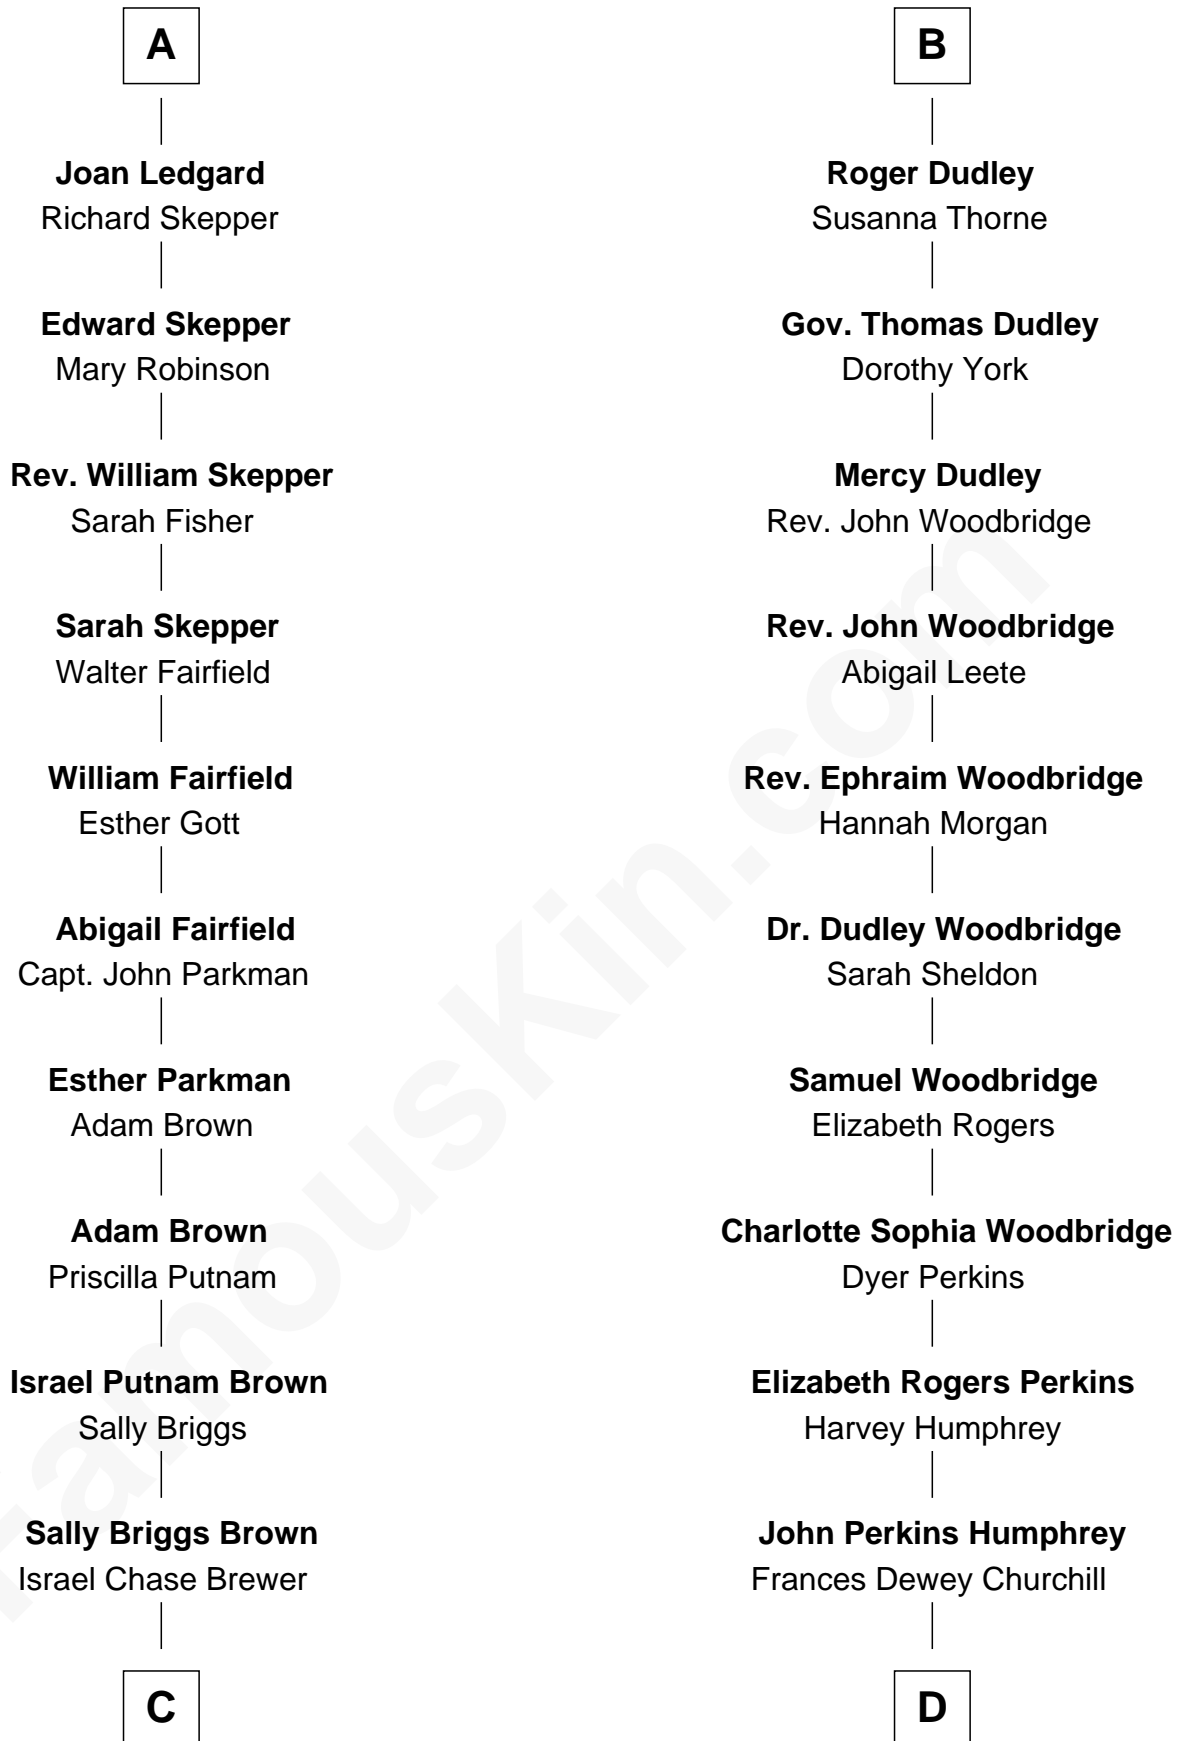 A
Joan Ledgard
Richard Skepper
Edward Skepper
Mary Robinson
Rev. William Skepper
Sarah Fisher
Sarah Skepper
Walter Fairfield
William Fairfield
Esther Gott
Abigail Fairfield
Capt. John Parkman
Esther Parkman
Adam Brown
Adam Brown
Priscilla Putnam
Israel Putnam Brown
Sally Briggs
Sally Briggs Brown
Israel Chase Brewer
C
B
Roger Dudley
Susanna Thorne
Gov. Thomas Dudley
Dorothy York
Mercy Dudley
Rev. John Woodbridge
Rev. John Woodbridge
Abigail Leete
Rev. Ephraim Woodbridge
Hannah Morgan
Dr. Dudley Woodbridge
Sarah Sheldon
Samuel Woodbridge
Elizabeth Rogers
Charlotte Sophia Woodbridge
Dyer Perkins
Elizabeth Rogers Perkins
Harvey Humphrey
John Perkins Humphrey
Frances Dewey Churchill
D
FamousKin.com